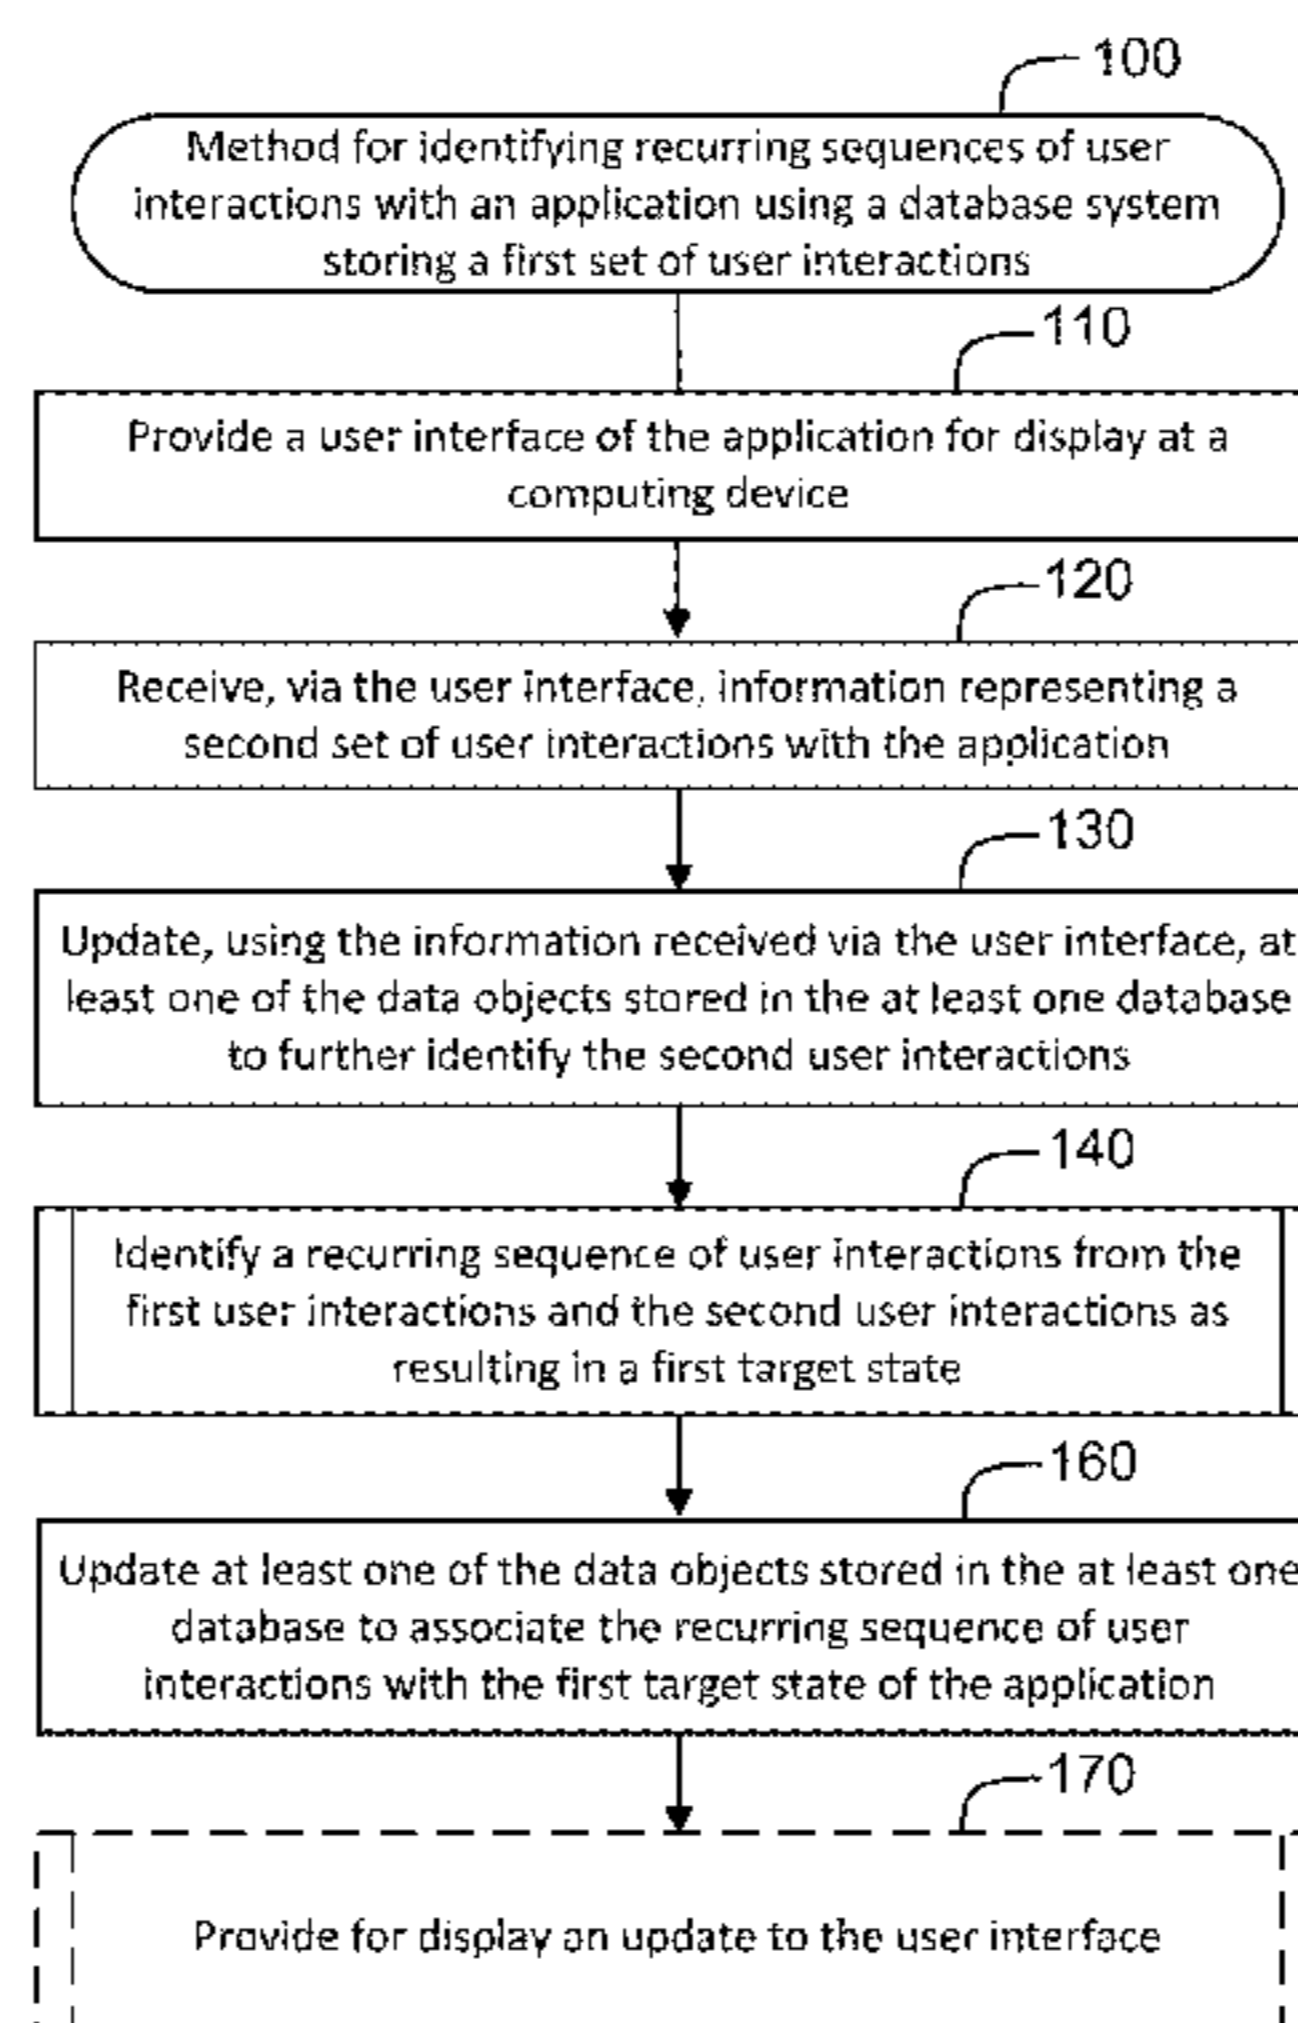 100
Method for identifying recurring sequences of user
interactions with an application using a database system
storing a first set of user interactions
110
Provide a user interface of the application for display at a
computing device
120
Receive, via the user interface, information representing a
second set of user interactions with the application
130
Update, using the information received via the user interface, at
least one of the data objects stored in the at least one database
to further identify the second user interactions
140
Identify a recurring sequence of user interactions from the
first user interactions and the second user interactions as
resulting in a first target state
160
Update at least one of the data objects stored in the at least one
database to associate the recurring sequence of user
interactions with the first target state of the application
170
Provide for display an update to the user interface